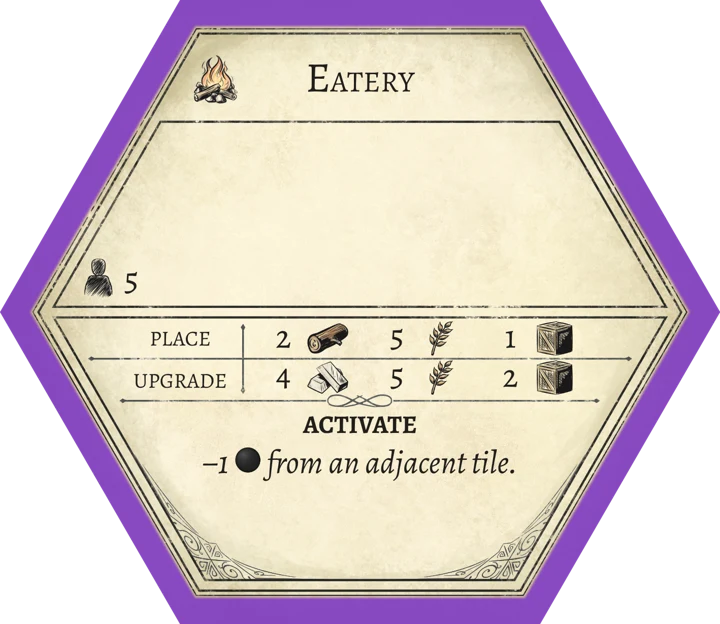 Eatery
5
PLACE 2 5 1
UPGRADE 4 5 2
ACTIVATE
–1 from an adjacent tile.